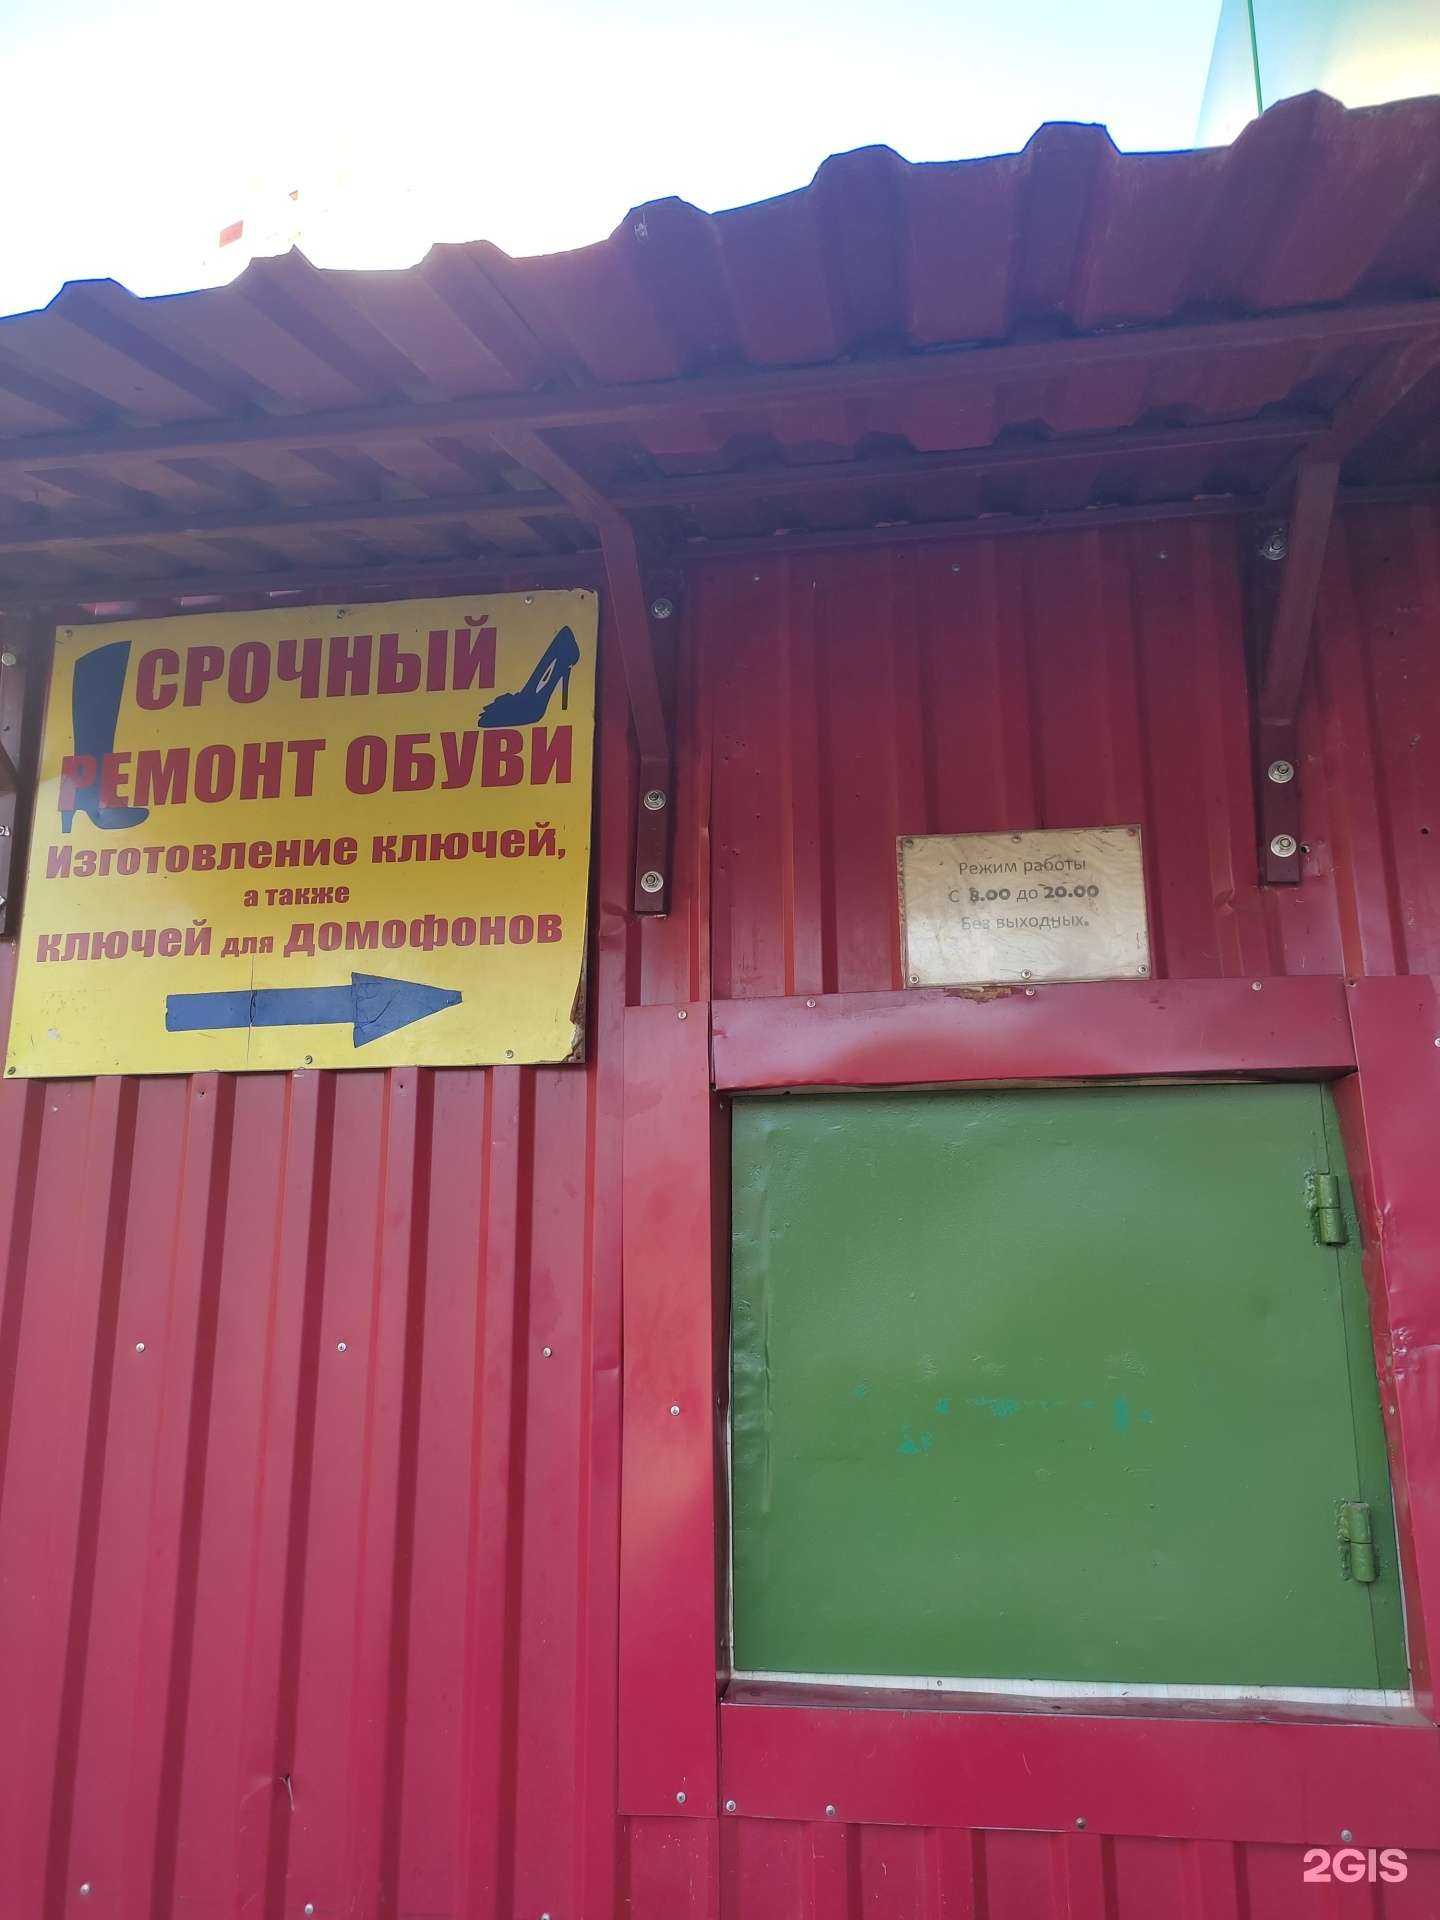 СРОЧНЫЙ
РЕМОНТ ОБУВИ
Изготовление ключей,
а также
ключей для домофонов
Режим работы
С 8.00 до 20.00
Без выходных.
2GIS